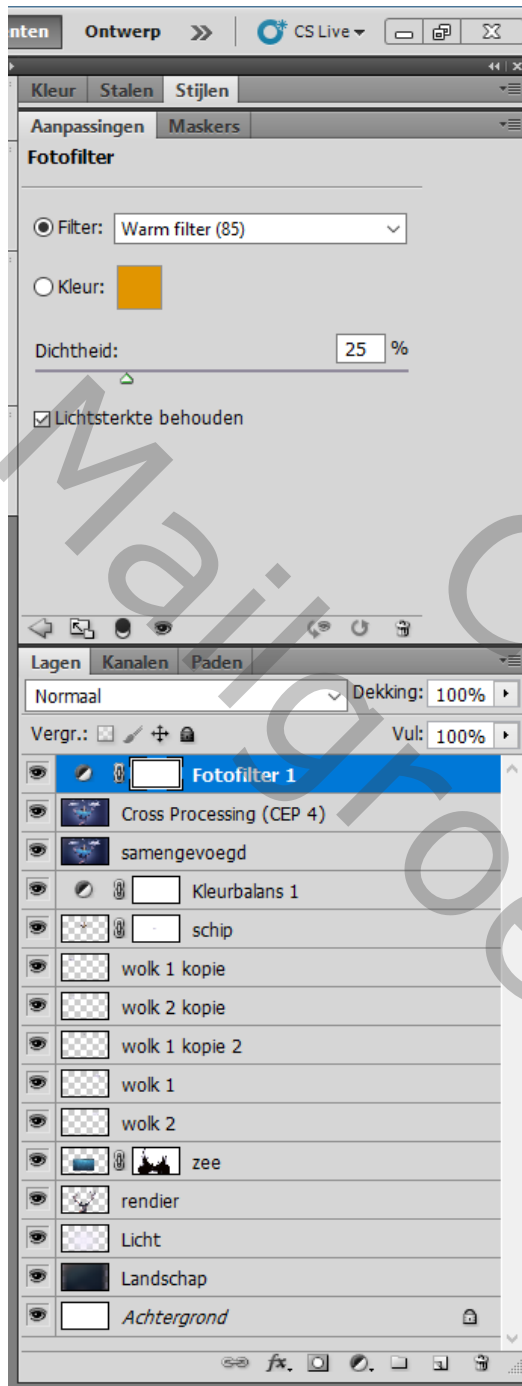 nten Ontwerp CS Live
Kleur Stalen Stijlen
Aanpassingen Maskers
Fotofilter
Filter: Warm filter (85)
Kleur:
Dichtheid: 25 %
Lichtsterkte behouden
Lagen Kanalen Paden
Normaal Dekking: 100%
Vergr.: Vul: 100%
Fotofilter 1
Cross Processing (CEP 4)
samengevoegd
Kleurbalans 1
schip
wolk 1 kopie
wolk 2 kopie
wolk 1 kopie 2
wolk 1
wolk 2
zee
rendier
Licht
Landschap
Achtergrond
fx.
Mailgroe